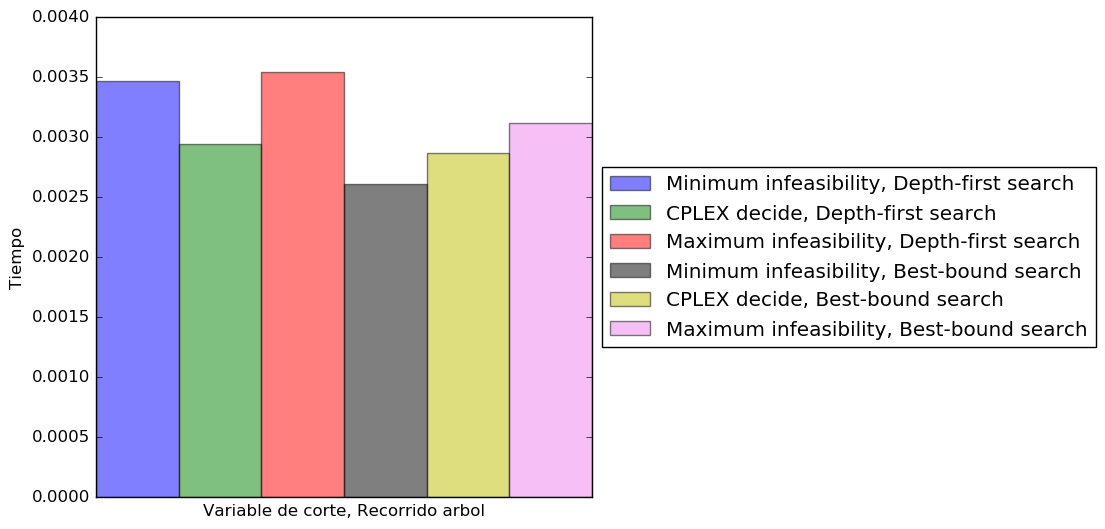 0.0040
0.0035
0.0030
0.0025
0.0020
0.0015
0.0010
0.0005
0.0000
Tiempo
Variable de corte, Recorrido arbol
Minimum infeasibility, Depth-first search
CPLEX decide, Depth-first search
Maximum infeasibility, Depth-first search
Minimum infeasibility, Best-bound search
CPLEX decide, Best-bound search
Maximum infeasibility, Best-bound search